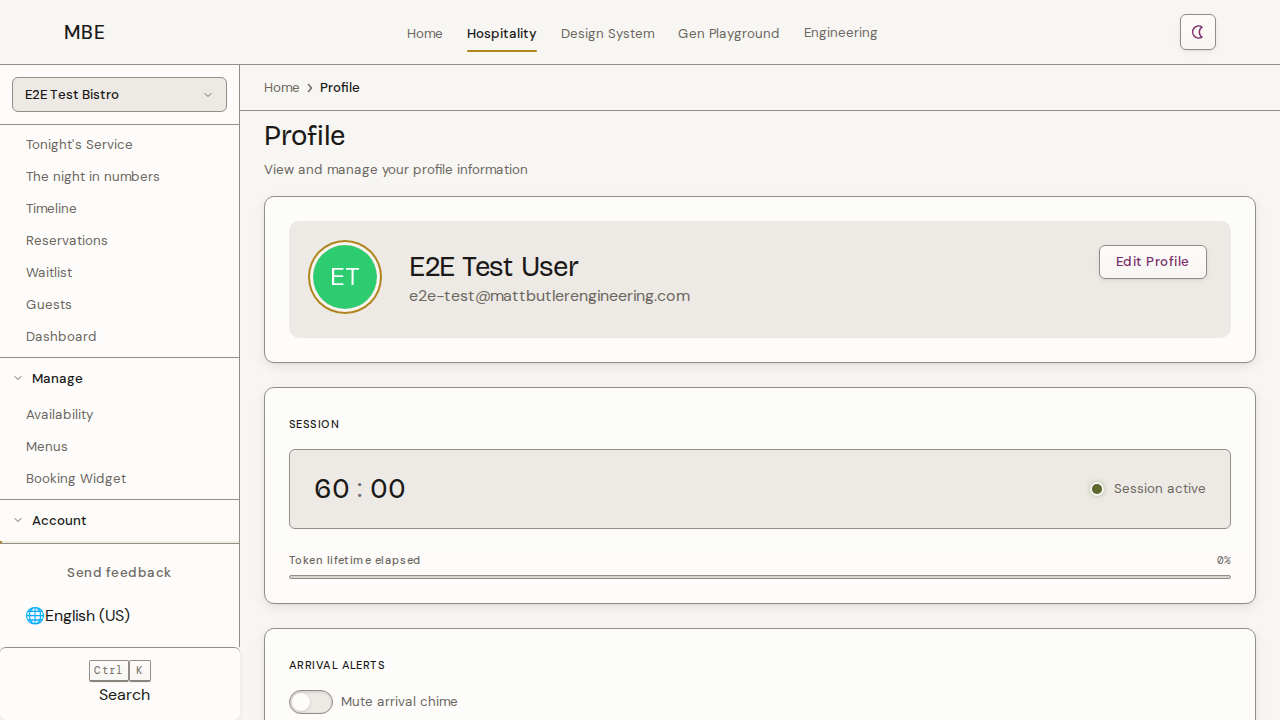 MBE
Home
Hospitality
Design System
Gen Playground
Engineering
E2E Test Bistro
Tonight's Service
The night in numbers
Timeline
Reservations
Waitlist
Guests
Dashboard
Manage
Availability
Menus
Booking Widget
Account
Send feedback
🌐English (US)
Ctrl K
Search
Home > Profile
Profile
View and manage your profile information
ET
E2E Test User
e2e-test@mattbutlerengineering.com
Edit Profile
SESSION
60 : 00
Session active
Token lifetime elapsed
0%
ARRIVAL ALERTS
Mute arrival chime